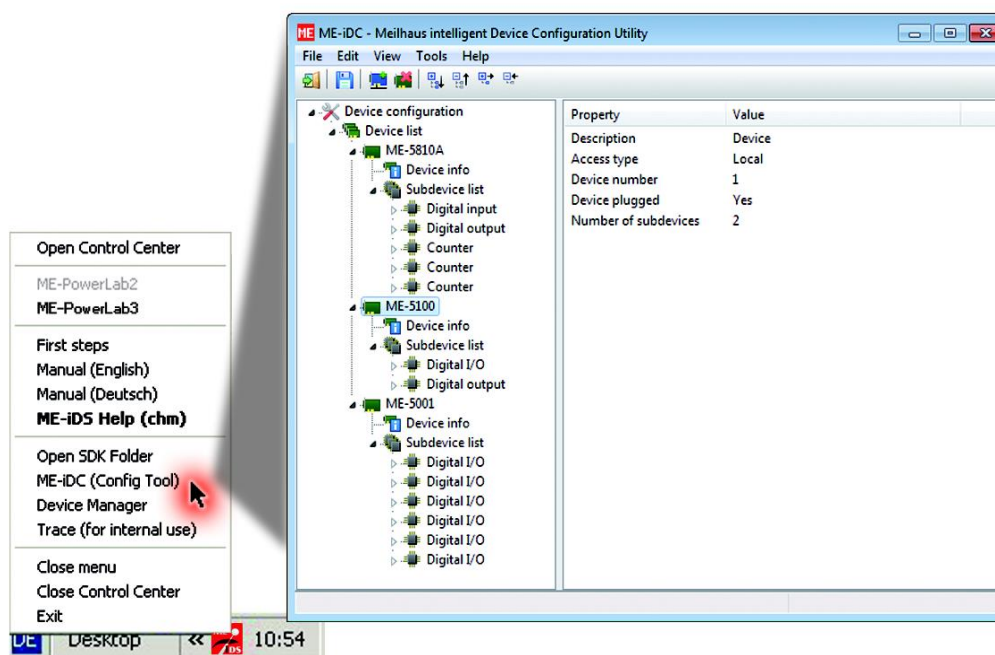 Open Control Center
ME-PowerLab2
ME-PowerLab3
First steps
Manual (English)
Manual (Deutsch)
ME-iDS Help (chm)
Open SDK Folder
ME-iDC (Config Tool)
Device Manager
Trace (for internal use)
Close menu
Close Control Center
Exit
DE Desktop « 10:54
ME ME-iDC - Meilhaus intelligent Device Configuration Utility
File Edit View Tools Help
Device configuration
Device list
ME-5810A
Device info
Subdevice list
Digital input
Digital output
Counter
Counter
Counter
ME-5100
Device info
Subdevice list
Digital I/O
Digital output
ME-5001
Device info
Subdevice list
Digital I/O
Digital I/O
Digital I/O
Digital I/O
Digital I/O
Digital I/O
Property Value
Description Device
Access type Local
Device number 1
Device plugged Yes
Number of subdevices 2